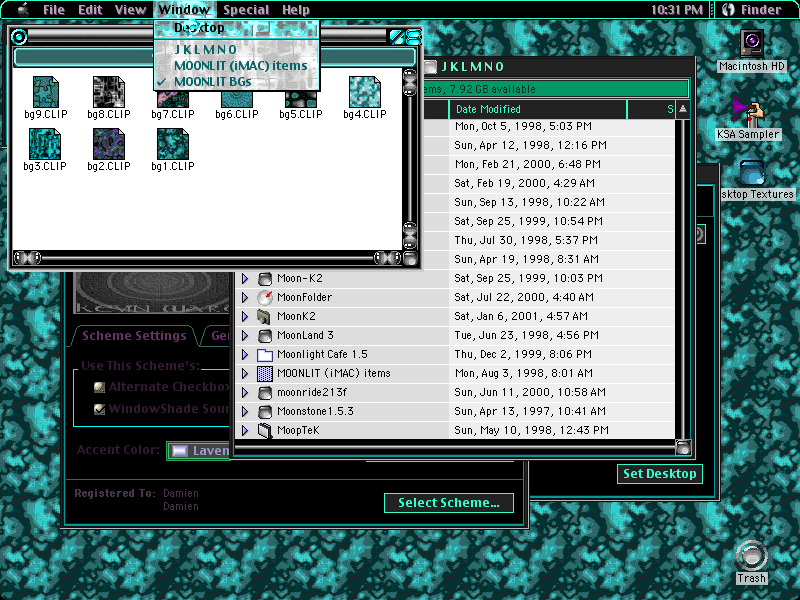 File Edit View Window Special Help 10:31 PM Finder
Desktop
J K L M N O
MOONLIT (iMAC) items
MOONLIT BGs
bg9.CLIP bg8.CLIP bg7.CLIP bg6.CLIP bg5.CLIP bg4.CLIP
bg3.CLIP bg2.CLIP bg1.CLIP
J K L M N O
ems, 7.92 GB available
Date Modified S
Mon, Oct 5, 1998, 5:03 PM
Sun, Apr 12, 1998, 12:16 PM
Mon, Feb 21, 2000, 6:48 PM
Sat, Feb 19, 2000, 4:29 AM
Sun, Sep 13, 1998, 10:22 AM
Sat, Sep 25, 1999, 10:54 PM
Thu, Jul 30, 1998, 5:37 PM
Sun, Apr 19, 1998, 8:31 AM
Moon-K2 Sat, Sep 25, 1999, 10:03 PM
MoonFolder Sat, Jul 22, 2000, 4:40 AM
MoonK2 Sat, Jan 6, 2001, 4:57 AM
MoonLand 3 Tue, Jun 23, 1998, 4:56 PM
Moonlight Cafe 1.5 Thu, Dec 2, 1999, 8:06 PM
MOONLIT (iMAC) items Mon, Aug 3, 1998, 8:01 AM
moonride213f Sun, Jun 11, 2000, 10:58 AM
Moonstone1.5.3 Sun, Apr 13, 1997, 10:41 AM
MoopTeK Sun, May 10, 1998, 12:43 PM
Macintosh HD
KSA Sampler
sktop Textures
Trash
Scheme Settings Gen
Use This Scheme's:
Alternate Checkbo
WindowShade Sour
Accent Color: Laven
Registered To: Damien
Damien
Select Scheme...
Set Desktop